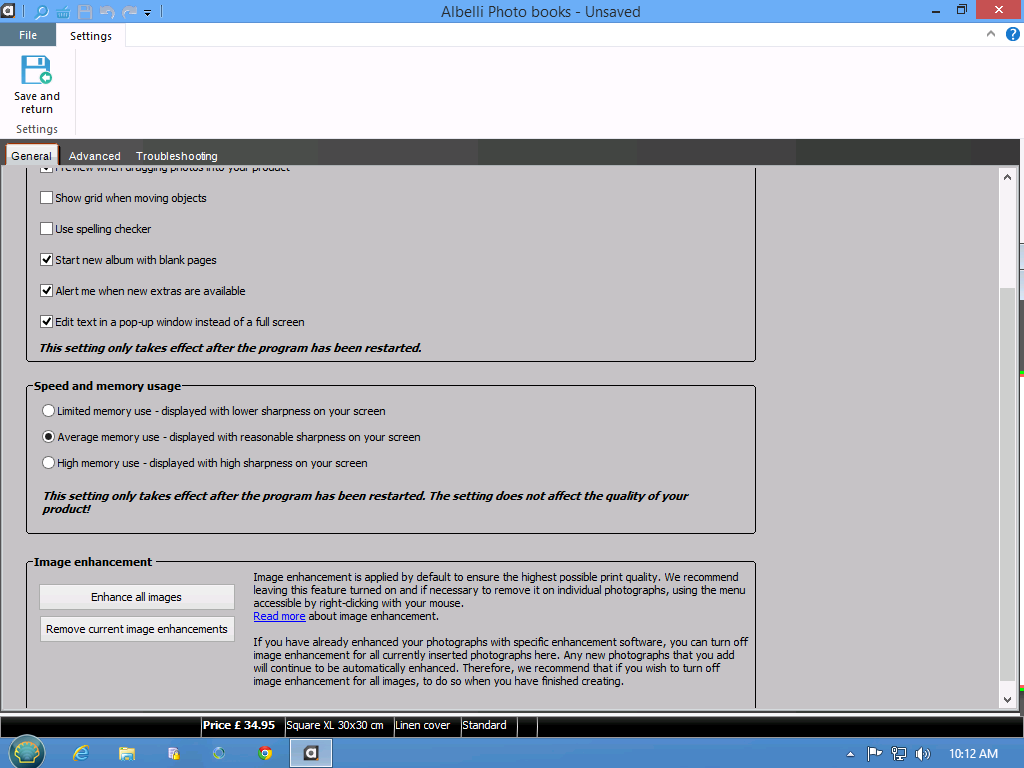 Albelli Photo books - Unsaved
File
Settings
Save and
return
Settings
General
Advanced
Troubleshooting
Preview when dragging photos into your product
Show grid when moving objects
Use spelling checker
Start new album with blank pages
Alert me when new extras are available
Edit text in a pop-up window instead of a full screen
This setting only takes effect after the program has been restarted.
Speed and memory usage
Limited memory use - displayed with lower sharpness on your screen
Average memory use - displayed with reasonable sharpness on your screen
High memory use - displayed with high sharpness on your screen
This setting only takes effect after the program has been restarted. The setting does not affect the quality of your
product!
Image enhancement
Enhance all images
Remove current image enhancements
Image enhancement is applied by default to ensure the highest possible print quality. We recommend
leaving this feature turned on and if necessary to remove it on individual photographs, using the menu
accessible by right-clicking with your mouse.
Read more about image enhancement.
If you have already enhanced your photographs with specific enhancement software, you can turn off
image enhancement for all currently inserted photographs here. Any new photographs that you add
will continue to be automatically enhanced. Therefore, we recommend that if you wish to turn off
image enhancement for all images, to do so when you have finished creating.
Price £ 34.95
Square XL 30x30 cm
Linen cover
Standard
10:12 AM